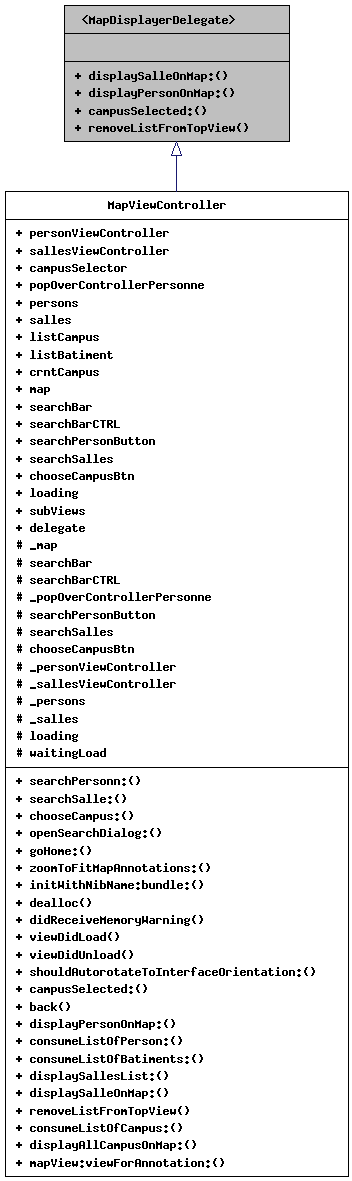 <MapDisplayerDelegate>
+ displaySalleOnMap:()
+ displayPersonOnMap:()
+ campusSelected:()
+ removeListFromTopView()
MapViewController
+ personViewController
+ sallesViewController
+ campusSelector
+ popOverControllerPersonne
+ persons
+ salles
+ listCampus
+ listBatiment
+ crntCampus
+ map
+ searchBar
+ searchBarCTRL
+ searchPersonButton
+ searchSalles
+ chooseCampusBtn
+ loading
+ subViews
+ delegate
# _map
# searchBar
# searchBarCTRL
# _popOverControllerPersonne
# searchPersonButton
# searchSalles
# chooseCampusBtn
# _personViewController
# _sallesViewController
# _persons
# _salles
# loading
# waitingLoad
+ searchPersonn:()
+ searchSalle:()
+ chooseCampus:()
+ openSearchDialog:()
+ goHome:()
+ zoomToFitMapAnnotations:()
+ initWithNibName:bundle:()
+ dealloc()
+ didReceiveMemoryWarning()
+ viewDidLoad()
+ viewDidUnload()
+ shouldAutorotateToInterfaceOrientation:()
+ campusSelected:()
+ back()
+ displayPersonOnMap:()
+ consumeListOfPerson:()
+ consumeListOfBatiments:()
+ displaySallesList:()
+ displaySalleOnMap:()
+ removeListFromTopView()
+ consumeListOfCampus:()
+ displayAllCampusOnMap:()
+ mapView:viewForAnnotation:()